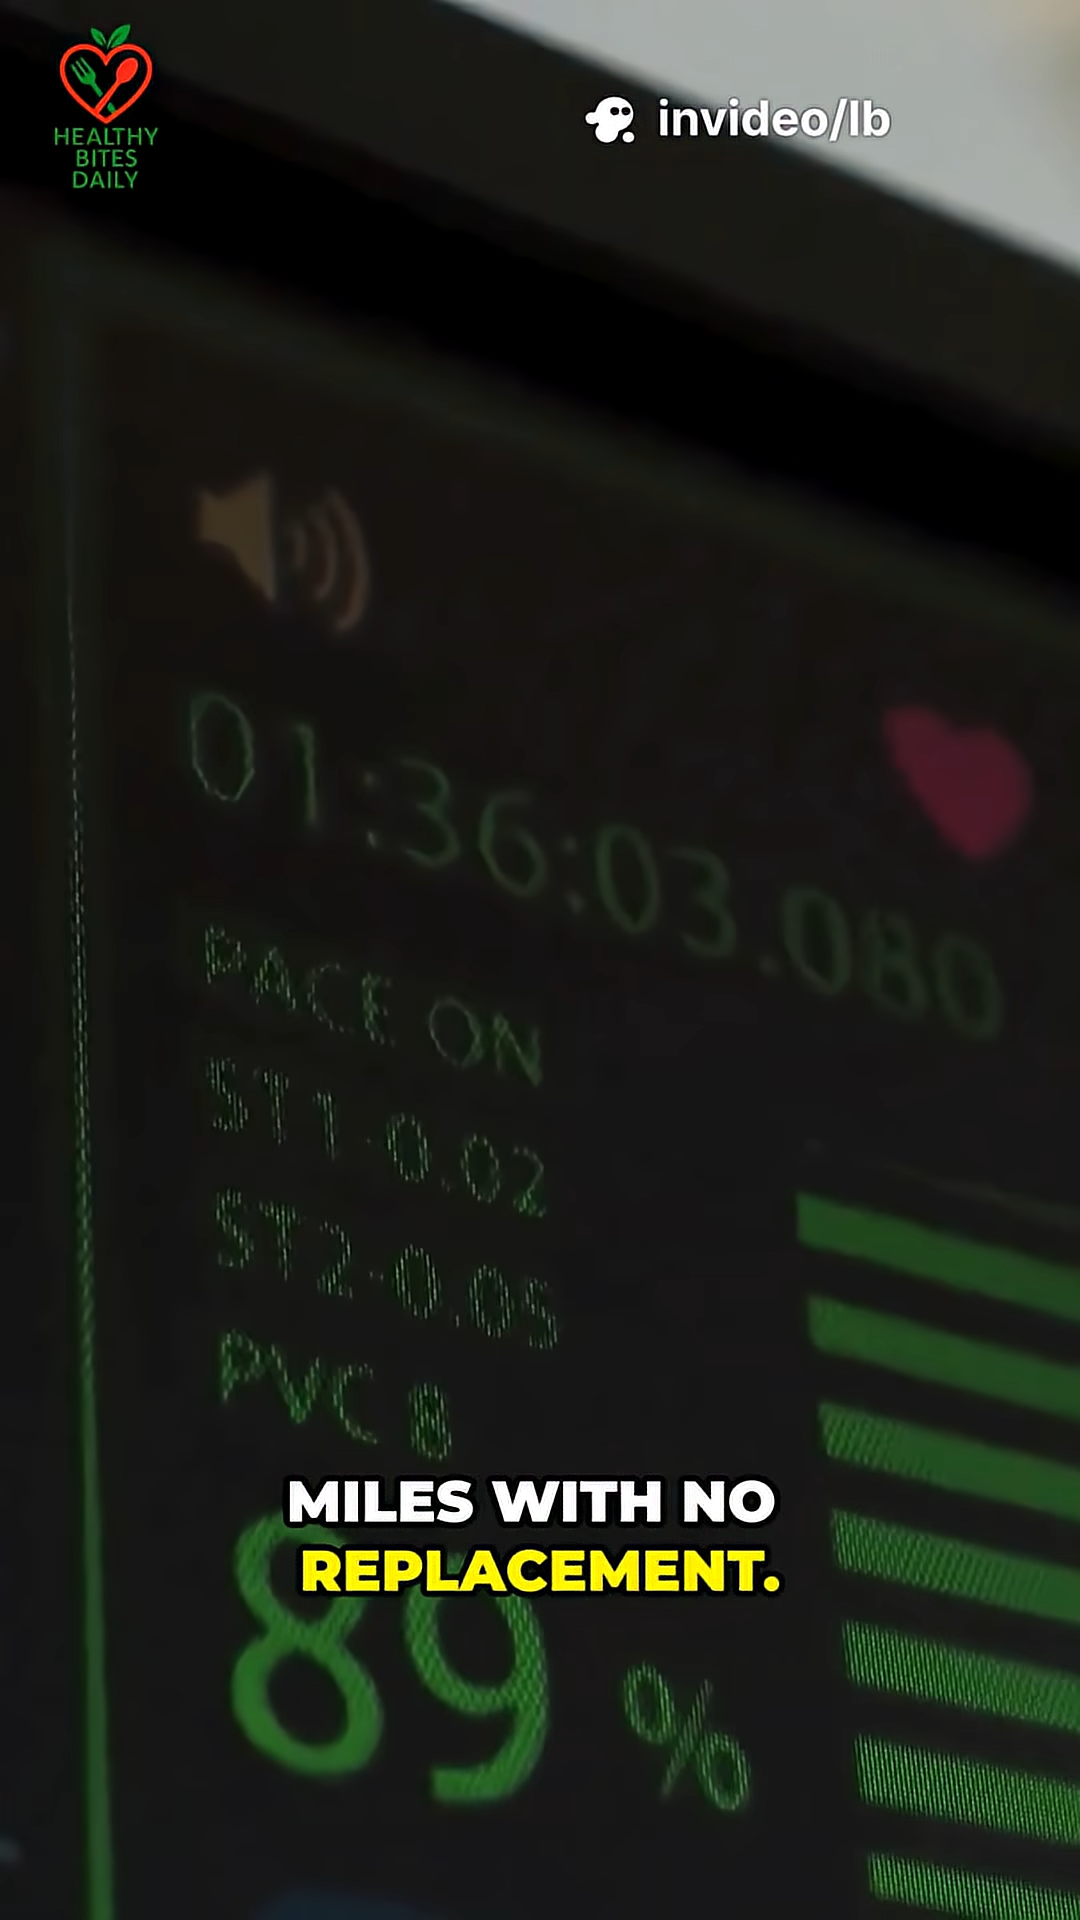 HEALTHY
BITES
DAILY
invideo/lb
01:36:03.080
PACE ON
ST1-0.02
ST2-0.05
PVC 8
MILES WITH NO
REPLACEMENT.
89 %